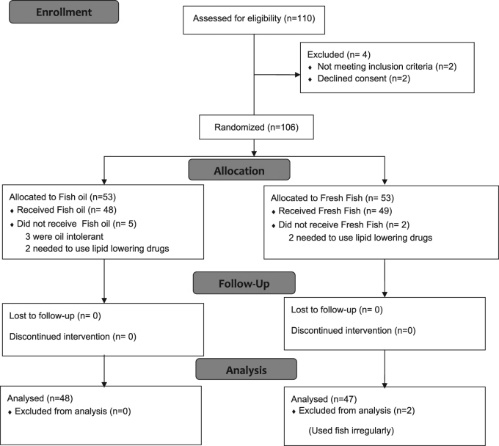 Enrollment
Assessed for eligibility (n=110)
Excluded (n= 4)
♦ Not meeting inclusion criteria (n=2)
♦ Declined consent (n=2)
Randomized (n=106)
Allocation
Allocated to Fish oil (n=53)
♦ Received Fish oil (n= 48)
♦ Did not receive Fish oil (n= 5)
3 were oil intolerant
2 needed to use lipid lowering drugs
Allocated to Fresh Fish (n= 53)
♦ Received Fresh Fish (n= 49)
♦ Did not receive Fresh Fish (n= 2)
2 needed to use lipid lowering drugs
Follow-Up
Lost to follow-up (n= 0)
Discontinued intervention (n= 0)
Lost to follow-up (n= 0)
Discontinued intervention (n=0)
Analysis
Analysed (n=48)
♦ Excluded from analysis (n=0)
Analysed (n=47)
♦ Excluded from analysis (n=2)
(Used fish irregularly)